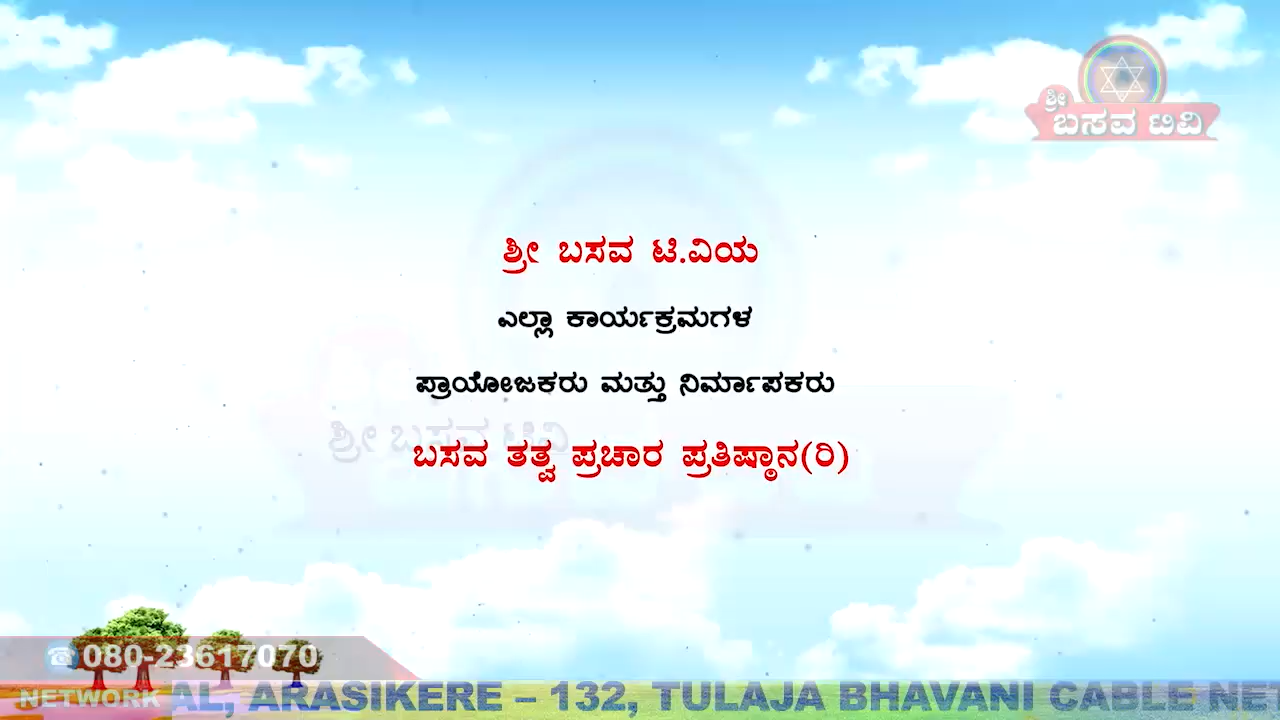 ಶ್ರೀ
ಬಸವ ಟಿವಿ
ಶ್ರೀ ಬಸವ ಟಿ.ವಿಯ
ಎಲ್ಲಾ ಕಾರ್ಯಕ್ರಮಗಳ
ಪ್ರಾಯೋಜಕರು ಮತ್ತು ನಿರ್ಮಾಪಕರು
ಶ್ರೀ ಬಸವ ಟಿವಿ
ಬಸವ ತತ್ವ ಪ್ರಚಾರ ಪ್ರತಿಷ್ಠಾನ(ರಿ)
☎080-23617070
NETWORK AL, ARASIKERE – 132, TULAJA BHAVANI CABLE NET